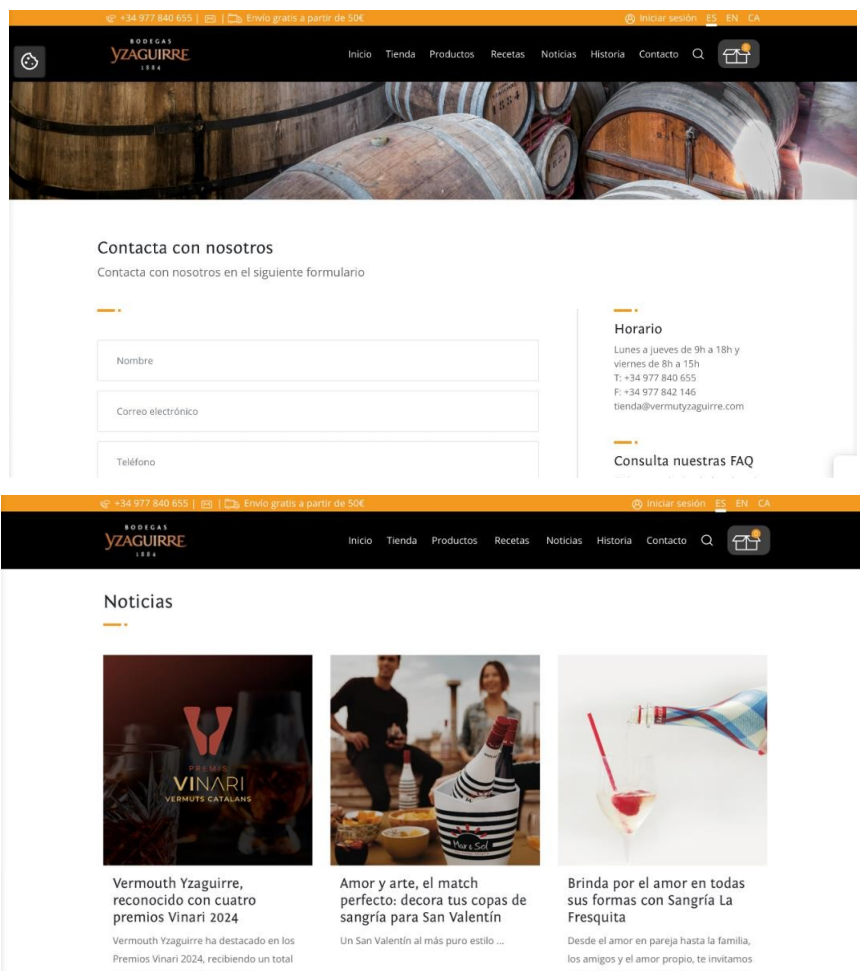 +34 977 840 655 | | Envío gratis a partir de 50€
Iniciar sesión ES EN CA
BODEGAS
YZAGUIRRE
1884
Inicio Tienda Productos Recetas Noticias Historia Contacto
0
1884
Contacta con nosotros
Contacta con nosotros en el siguiente formulario
Nombre
Correo electrónico
Teléfono
Horario
Lunes a jueves de 9h a 18h y
viernes de 8h a 15h
T: +34 977 840 655
F: +34 977 842 146
tienda@vermutyzaguirre.com
Consulta nuestras FAQ
+34 977 840 655 | | Envío gratis a partir de 50€
Iniciar sesión ES EN CA
BODEGAS
YZAGUIRRE
1884
Inicio Tienda Productos Recetas Noticias Historia Contacto
0
Noticias
PREMIS
VINARI
VERMUTS CATALANS
Mar & Sol
Vermouth Yzaguirre,
reconocido con cuatro
premios Vinari 2024
Vermouth Yzaguirre ha destacado en los
Premios Vinari 2024, recibiendo un total
Amor y arte, el match
perfecto: decora tus copas de
sangría para San Valentín
Un San Valentín al más puro estilo ...
Brinda por el amor en todas
sus formas con Sangría La
Fresquita
Desde el amor en pareja hasta la familia,
los amigos y el amor propio, te invitamos